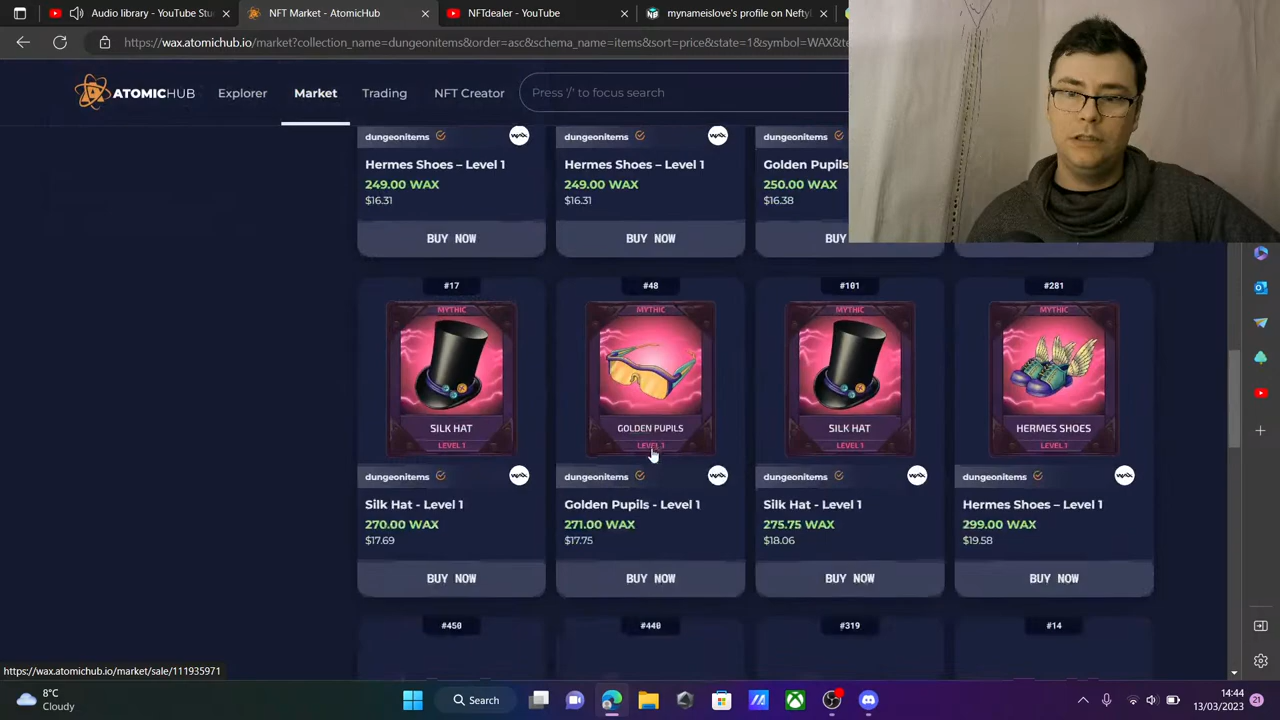 Audio library - YouTube Stu
NFT Market - AtomicHub
NFTdealer - YouTube
mynameislove's profile on Nefty
https://wax.atomichub.io/market?collection_name=dungeonitems&order=asc&schema_name=items&sort=price&state=1&symbol=WAX&te
ATOMICHUB
Explorer
Market
Trading
NFT Creator
Press '/' to focus search
dungeonitems
dungeonitems
dungeonitems
Hermes Shoes – Level 1
Hermes Shoes – Level 1
Golden Pupils
249.00 WAX
249.00 WAX
250.00 WAX
$16.31
$16.31
$16.38
BUY NOW
BUY NOW
BU
#17
#48
#101
#281
MYTHIC
MYTHIC
MYTHIC
MYTHIC
SILK HAT
GOLDEN PUPILS
SILK HAT
HERMES SHOES
LEVEL 1
LEVEL 1
LEVEL 1
LEVEL 1
dungeonitems
dungeonitems
dungeonitems
dungeonitems
Silk Hat - Level 1
Golden Pupils - Level 1
Silk Hat - Level 1
Hermes Shoes – Level 1
270.00 WAX
271.00 WAX
275.75 WAX
299.00 WAX
$17.69
$17.75
$18.06
$19.58
BUY NOW
BUY NOW
BUY NOW
BUY NOW
#450
#440
#319
#14
https://wax.atomichub.io/market/sale/111935971
8°C
Cloudy
Search
14:44
13/03/2023
21